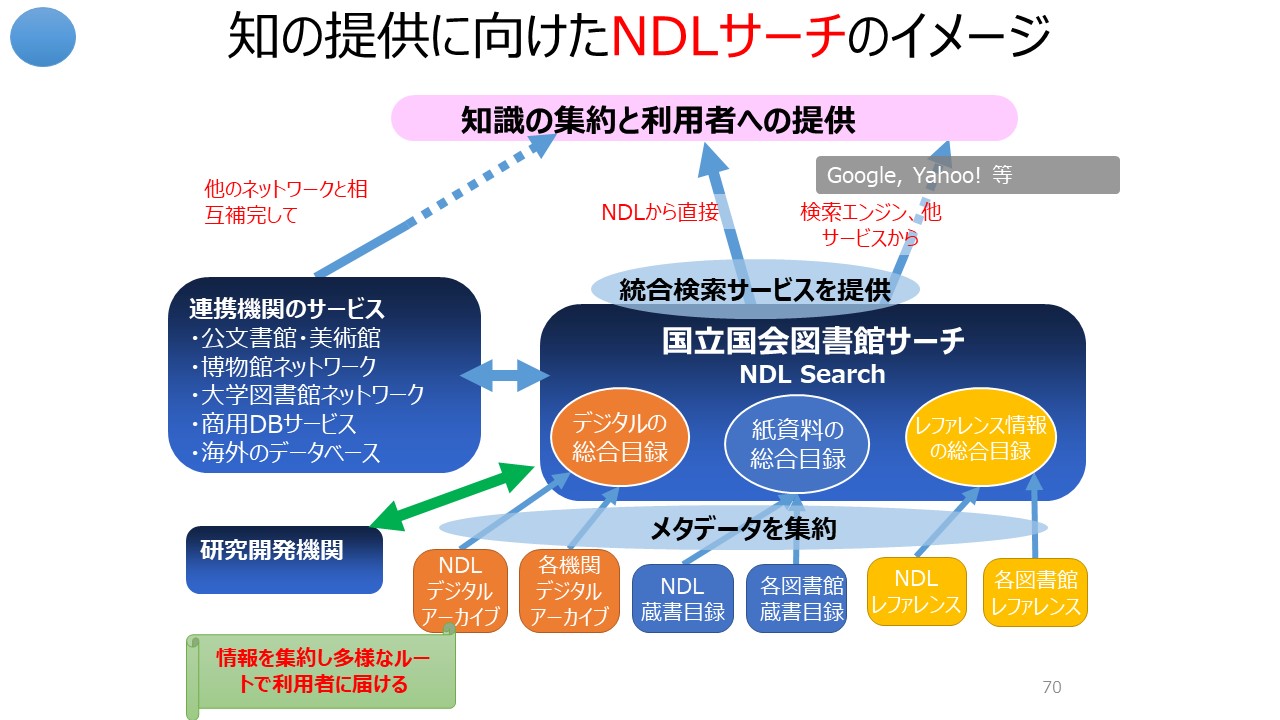 知の提供に向けたNDLサーチのイメージ
知識の集約と利用者への提供
他のネットワークと相
互補完して
NDLから直接
Google, Yahoo! 等
検索エンジン、他
サービスから
統合検索サービスを提供
連携機関のサービス
・公文書館・美術館
・博物館ネットワーク
・大学図書館ネットワーク
・商用DBサービス
・海外のデータベース
国立国会図書館サーチ
NDL Search
デジタルの
総合目録
紙資料の
総合目録
レファレンス情報
の総合目録
メタデータを集約
研究開発機関
NDL
デジタル
アーカイブ
各機関
デジタル
アーカイブ
NDL
蔵書目録
各図書館
蔵書目録
NDL
レファレンス
各図書館
レファレンス
情報を集約し多様なルー
トで利用者に届ける
70